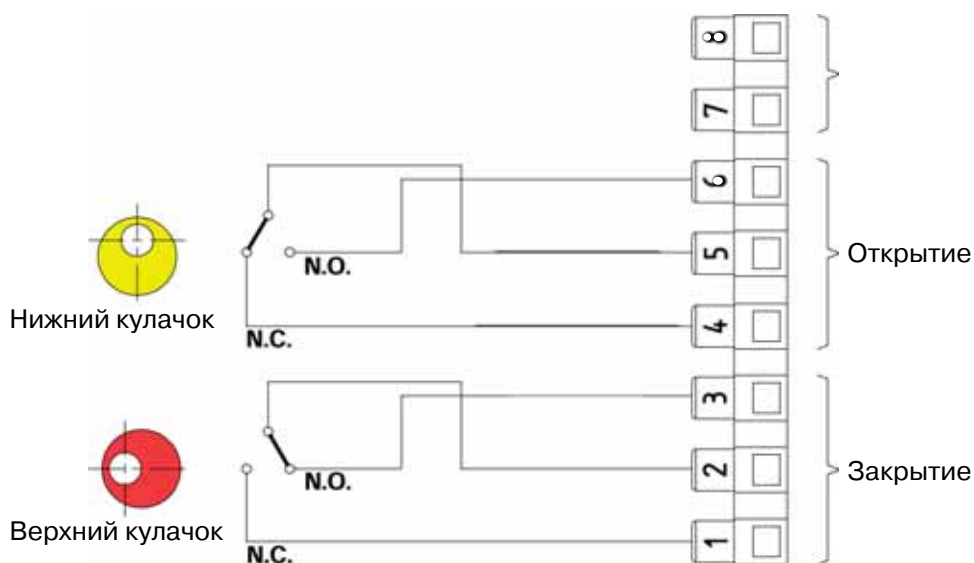 8
7
6
N.O.
5
Открытие
Нижний кулачок
4
N.C.
3
N.O.
2
Закрытие
Верхний кулачок
1
N.C.